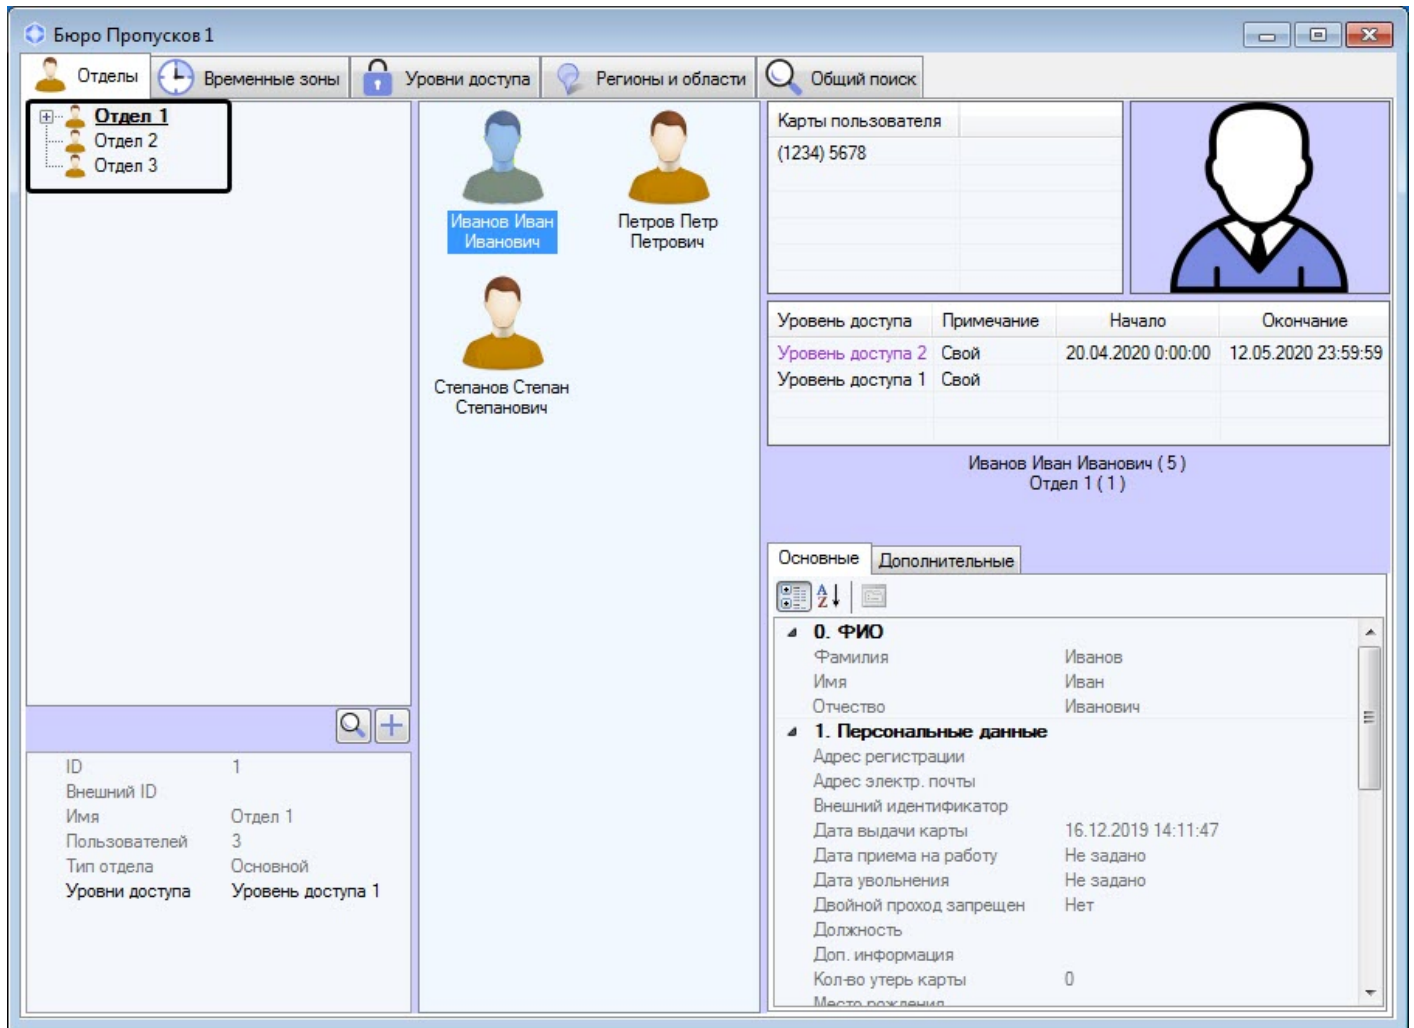 Бюро Пропусков 1
Отделы
Временные зоны
Уровни доступа
Регионы и области
Общий поиск
Отдел 1
Отдел 2
Отдел 3
Иванов Иван
Иванович
Петров Петр
Петрович
Степанов Степан
Степанович
ID 1
Внешний ID
Имя Отдел 1
Пользователей 3
Тип отдела Основной
Уровни доступа Уровень доступа 1
Карты пользователя
(1234) 5678
Уровень доступа Примечание Начало Окончание
Уровень доступа 2 Свой 20.04.2020 0:00:00 12.05.2020 23:59:59
Уровень доступа 1 Свой
Иванов Иван Иванович ( 5 )
Отдел 1 ( 1 )
Основные Дополнительные
0. ФИО
Фамилия Иванов
Имя Иван
Отчество Иванович
1. Персональные данные
Адрес регистрации
Адрес электр. почты
Внешний идентификатор
Дата выдачи карты 16.12.2019 14:11:47
Дата приема на работу Не задано
Дата увольнения Не задано
Двойной проход запрещен Нет
Должность
Доп. информация
Кол-во утерь карты 0
Место рождения